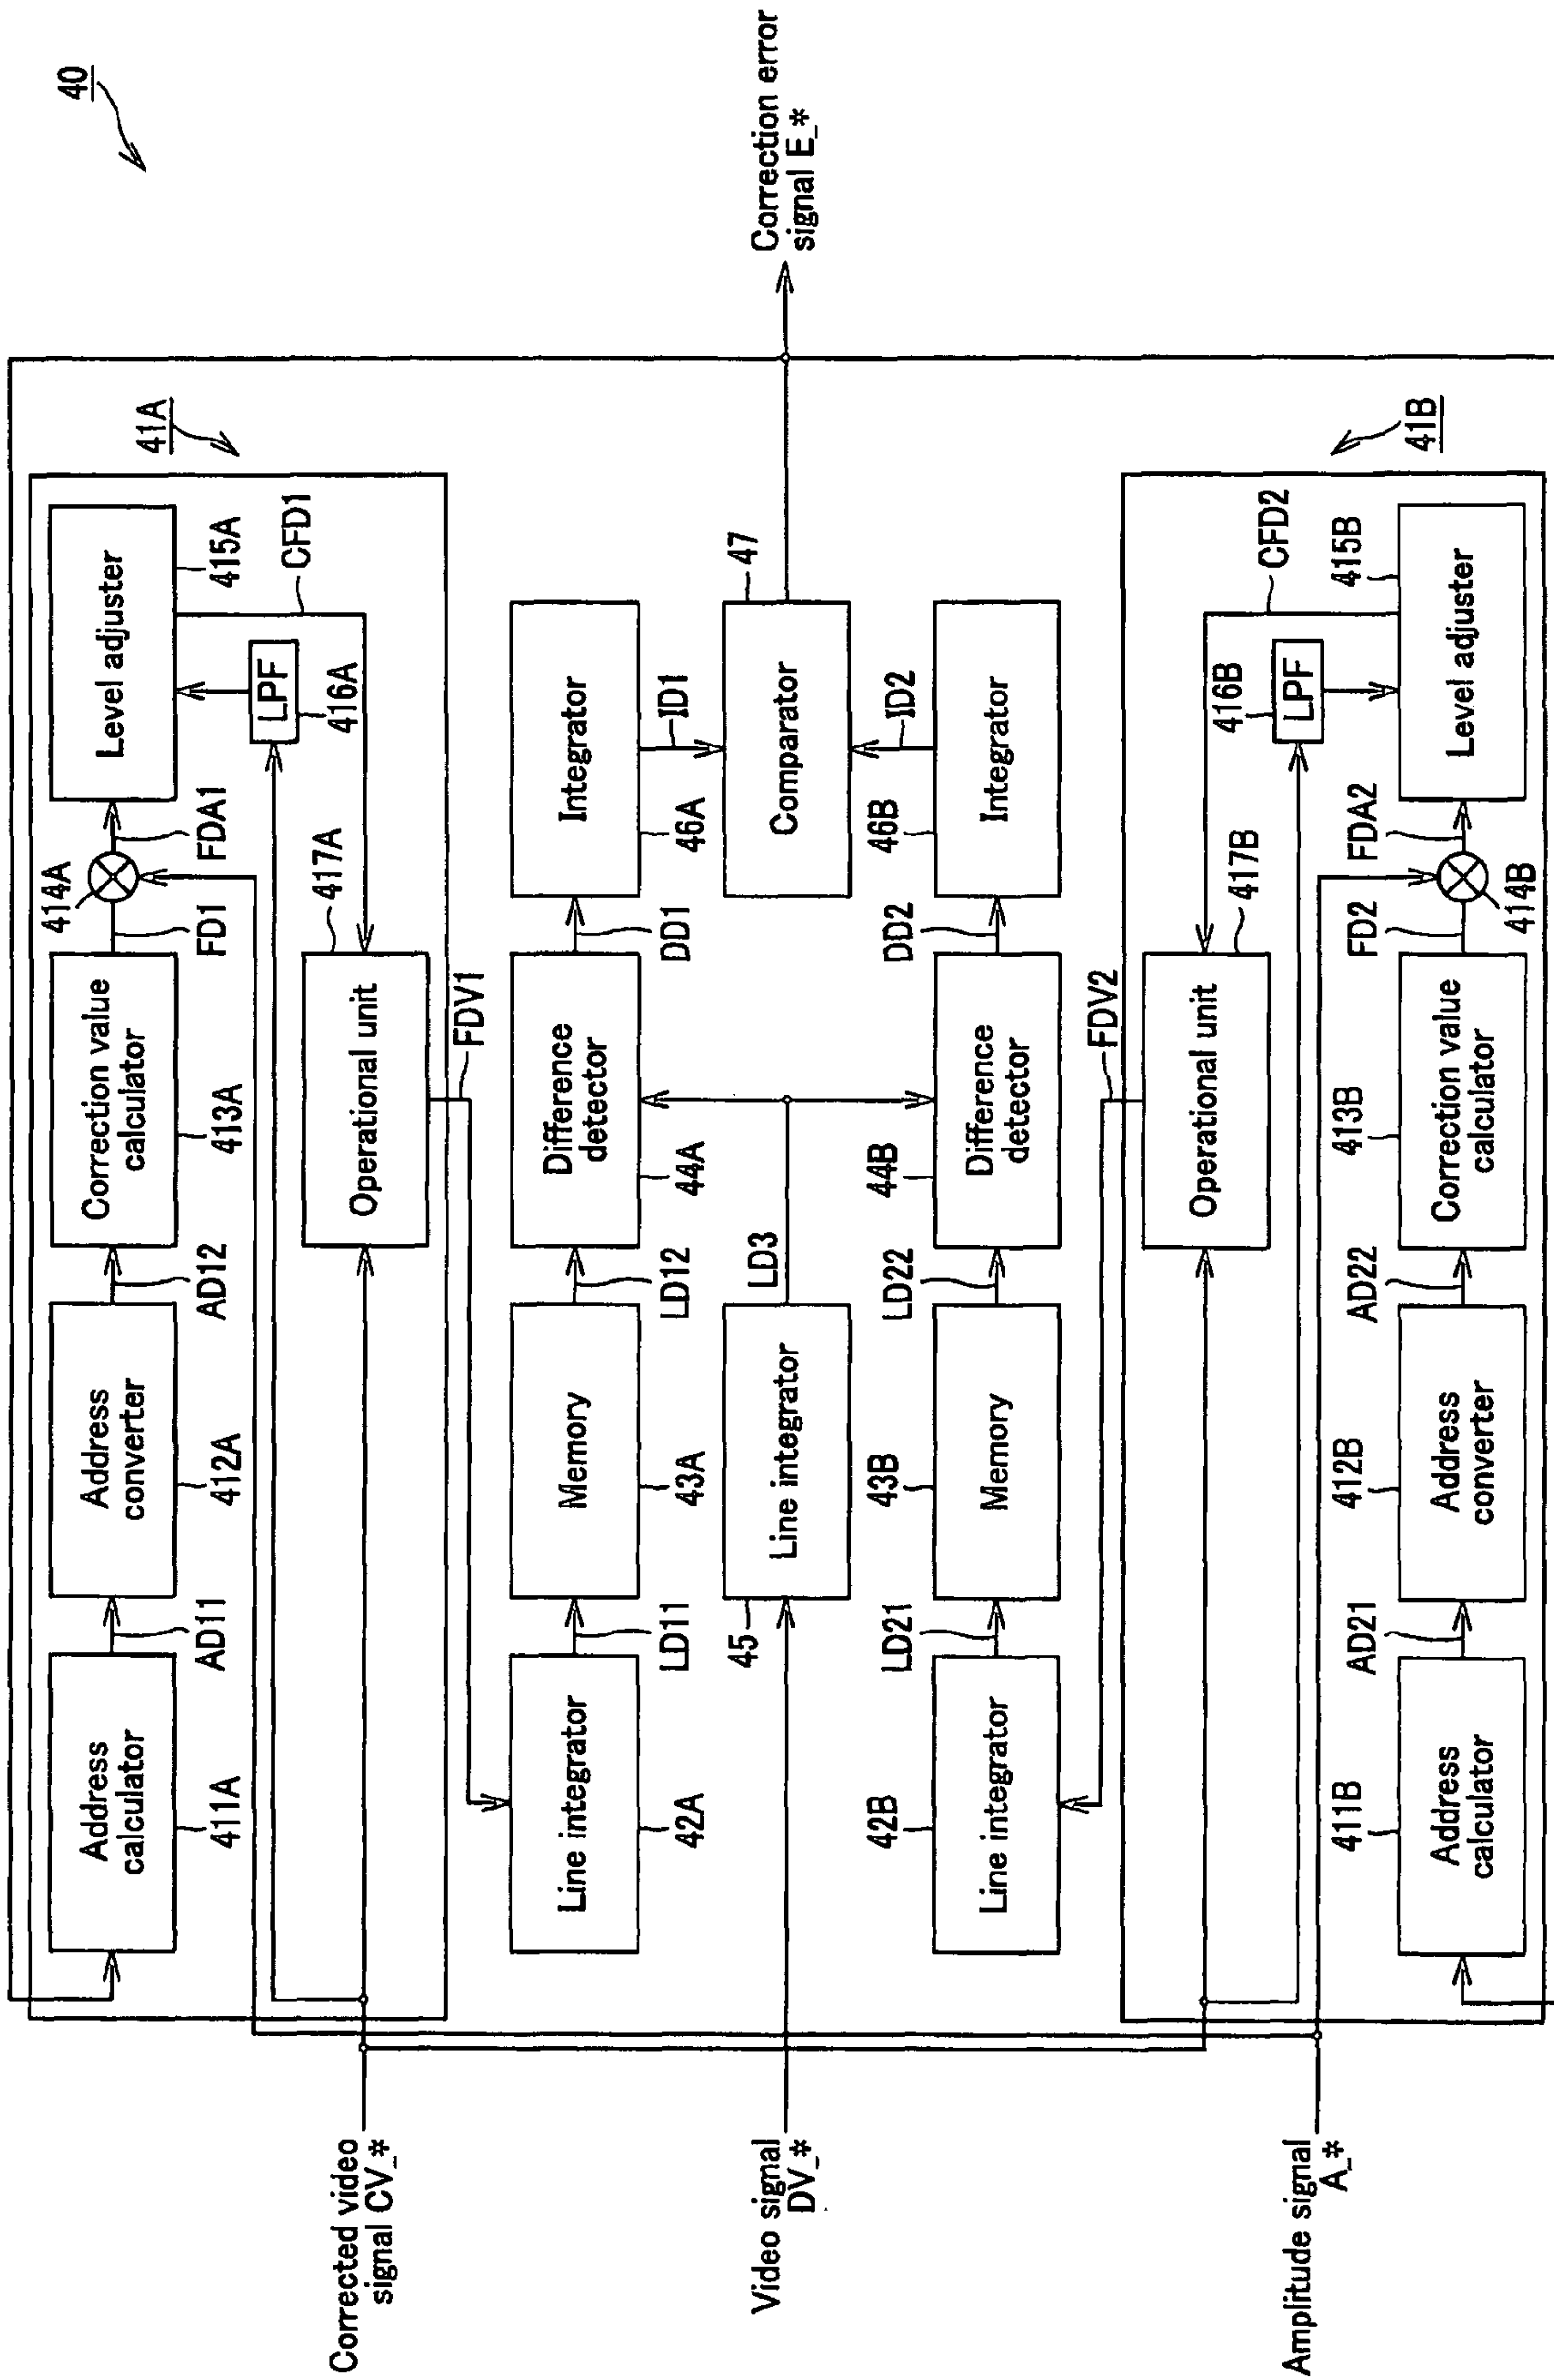 40
41A
Address
calculator
411A
AD11
Address
converter
412A
AD12
Correction value
calculator
413A
FD1
414A
FDA1
Level adjuster
415A
LPF
416A
CFD1
Operational unit
417A
FDV1
Corrected video
signal CV_*
Line integrator
42A
LD11
Memory
43A
LD12
Difference
detector
44A
DD1
Integrator
46A
ID1
Video signal
DV_*
45
Line integrator
LD3
Comparator
47
Correction error
signal E_*
42B
Line integrator
LD21
43B
Memory
LD22
44B
Difference
detector
DD2
46B
Integrator
ID2
FDV2
Operational unit
417B
416B
LPF
CFD2
41B
Amplitude signal
A_*
411B
Address
calculator
AD21
412B
Address
converter
AD22
413B
Correction value
calculator
FD2
414B
FDA2
415B
Level adjuster